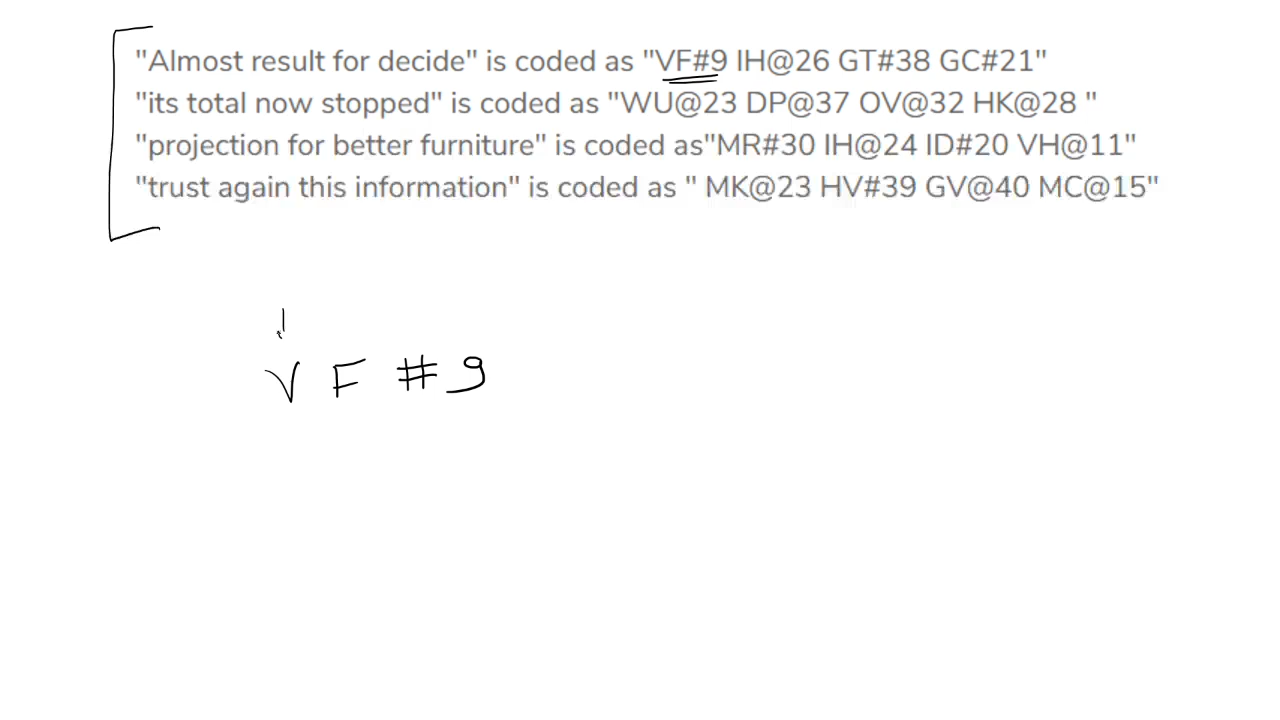 "Almost result for decide" is coded as "VF#9 IH@26 GT#38 GC#21"
"its total now stopped" is coded as "WU@23 DP@37 OV@32 HK@28 "
"projection for better furniture" is coded as"MR#30 IH@24 ID#20 VH@11"
"trust again this information" is coded as " MK@23 HV#39 GV@40 MC@15"
V F # 9